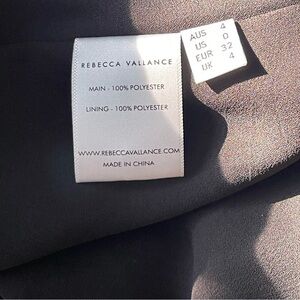 REBECCA VALLANCE
MAIN - 100% POLYESTER
LINING - 100% POLYESTER
WWW.REBECCAVALLANCE.COM
MADE IN CHINA
AUS 4
US 0
EUR 32
UK 4